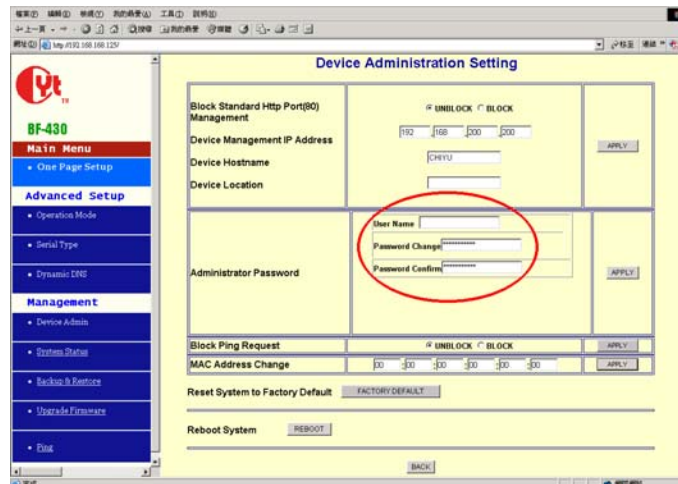 Device Administration Setting
Cyt
TM
BF-430
Main Menu
One Page Setup
Advanced Setup
Operation Mode
Serial Type
Dynamic DNS
Management
Device Admin
System Status
Backup & Restore
Upgrade Firmware
Ping
Block Standard Http Port(80) Management
UNBLOCK BLOCK
Device Management IP Address
192 .168 .200 .200
Device Hostname
CHIYU
Device Location
APPLY
Administrator Password
User Name
Password Change ***********
Password Confirm ***********
APPLY
Block Ping Request
UNBLOCK BLOCK
APPLY
MAC Address Change
00 :00 :00 :00 :00 :00
APPLY
Reset System to Factory Default
FACTORY DEFAULT
Reboot System
REBOOT
BACK